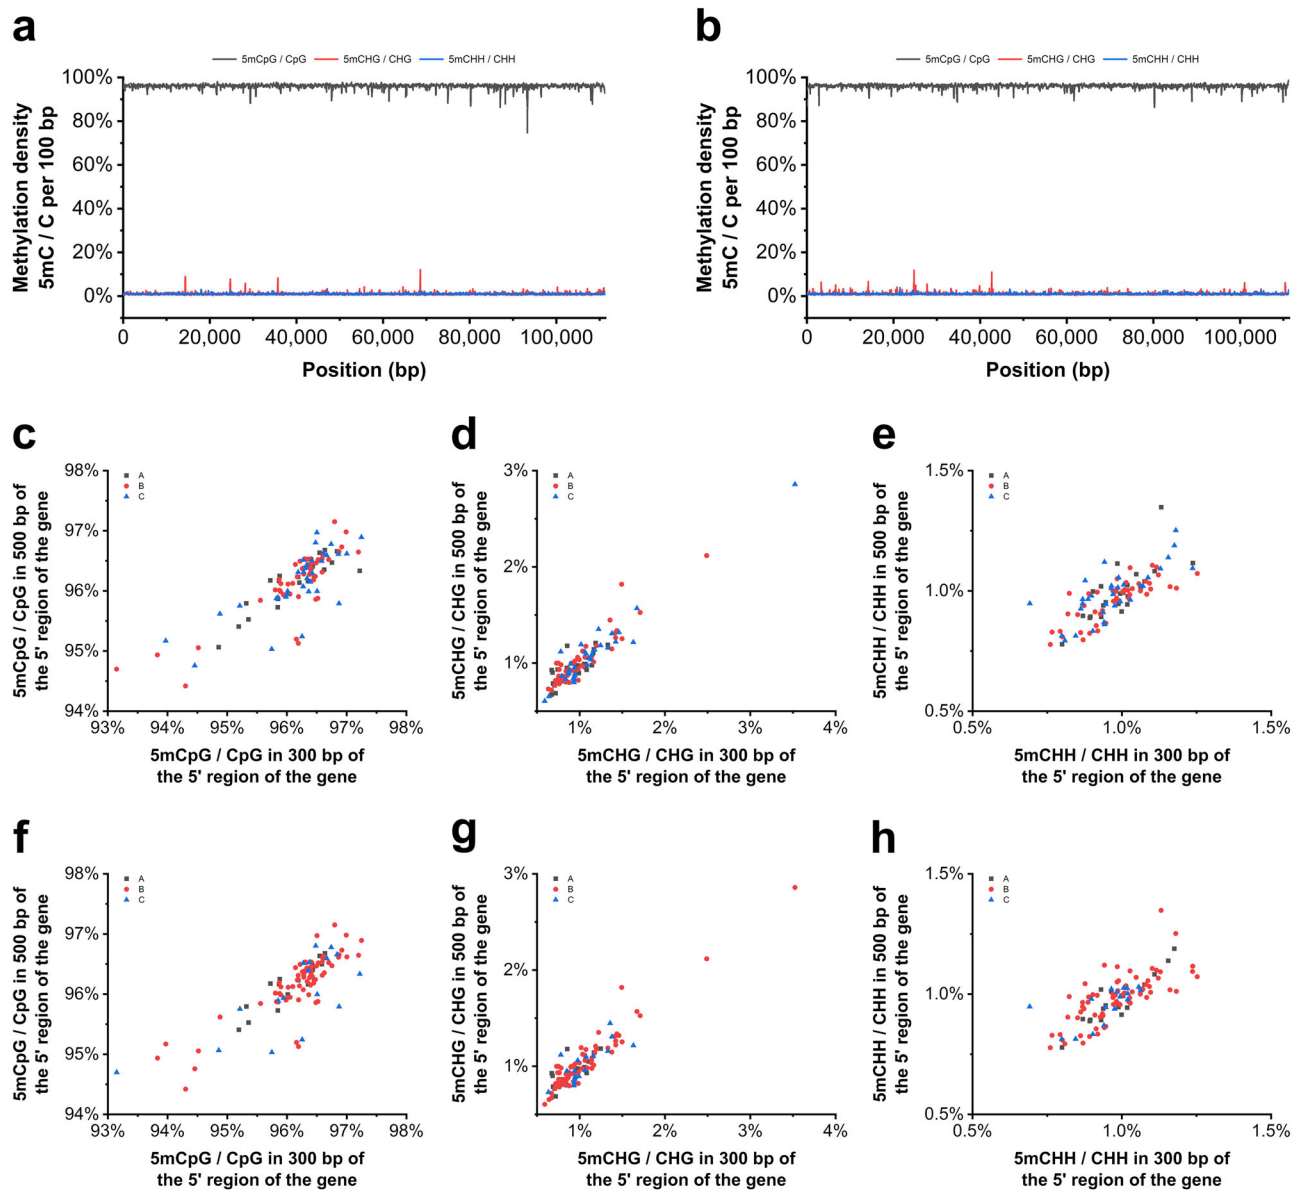 a
5mCpG / CpG 5mCHG / CHG 5mCHH / CHH
Methylation density
5mC / C per 100 bp
100%
80%
60%
40%
20%
0%
0 20,000 40,000 60,000 80,000 100,000
Position (bp)
b
5mCpG / CpG 5mCHG / CHG 5mCHH / CHH
Methylation density
5mC / C per 100 bp
100%
80%
60%
40%
20%
0%
0 20,000 40,000 60,000 80,000 100,000
Position (bp)
c
5mCpG / CpG in 500 bp of
the 5' region of the gene
98%
97%
96%
95%
94%
A
B
C
93% 94% 95% 96% 97% 98%
5mCpG / CpG in 300 bp of
the 5' region of the gene
d
5mCHG / CHG in 500 bp of
the 5' region of the gene
3%
2%
1%
A
B
C
1% 2% 3% 4%
5mCHG / CHG in 300 bp of
the 5' region of the gene
e
5mCHH / CHH in 500 bp of
the 5' region of the gene
1.5%
1.0%
0.5%
A
B
C
0.5% 1.0% 1.5%
5mCHH / CHH in 300 bp of
the 5' region of the gene
f
5mCpG / CpG in 500 bp of
the 5' region of the gene
98%
97%
96%
95%
94%
A
B
C
93% 94% 95% 96% 97% 98%
5mCpG / CpG in 300 bp of
the 5' region of the gene
g
5mCHG / CHG in 500 bp of
the 5' region of the gene
3%
2%
1%
A
B
C
1% 2% 3% 4%
5mCHG / CHG in 300 bp of
the 5' region of the gene
h
5mCHH / CHH in 500 bp of
the 5' region of the gene
1.5%
1.0%
0.5%
A
B
C
0.5% 1.0% 1.5%
5mCHH / CHH in 300 bp of
the 5' region of the gene